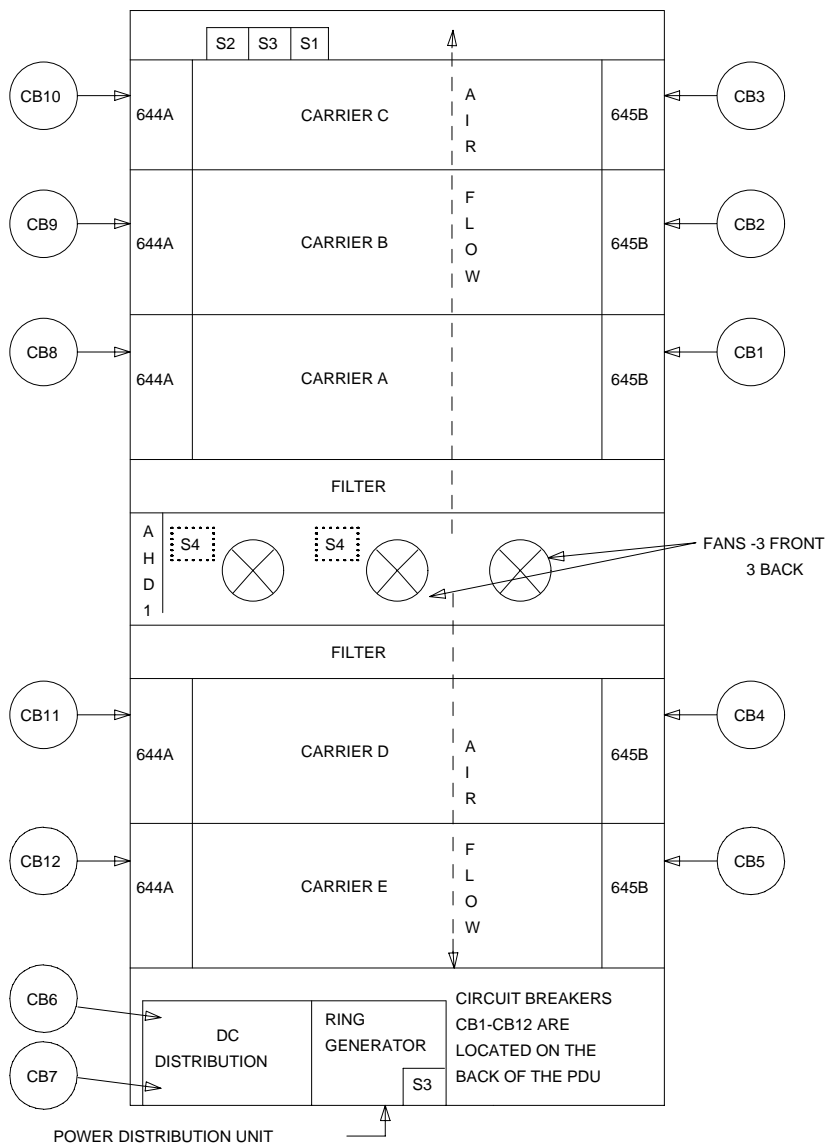 S2 S3 S1
CB10
644A
CARRIER C
A
I
R
645B
CB3
CB9
644A
CARRIER B
F
L
O
W
645B
CB2
CB8
644A
CARRIER A
645B
CB1
FILTER
A
H
D
1
S4
S4
FANS -3 FRONT
3 BACK
FILTER
CB11
644A
CARRIER D
A
I
R
645B
CB4
CB12
644A
CARRIER E
F
L
O
W
645B
CB5
CB6
CB7
DC
DISTRIBUTION
RING
GENERATOR
S3
CIRCUIT BREAKERS
CB1-CB12 ARE
LOCATED ON THE
BACK OF THE PDU
POWER DISTRIBUTION UNIT